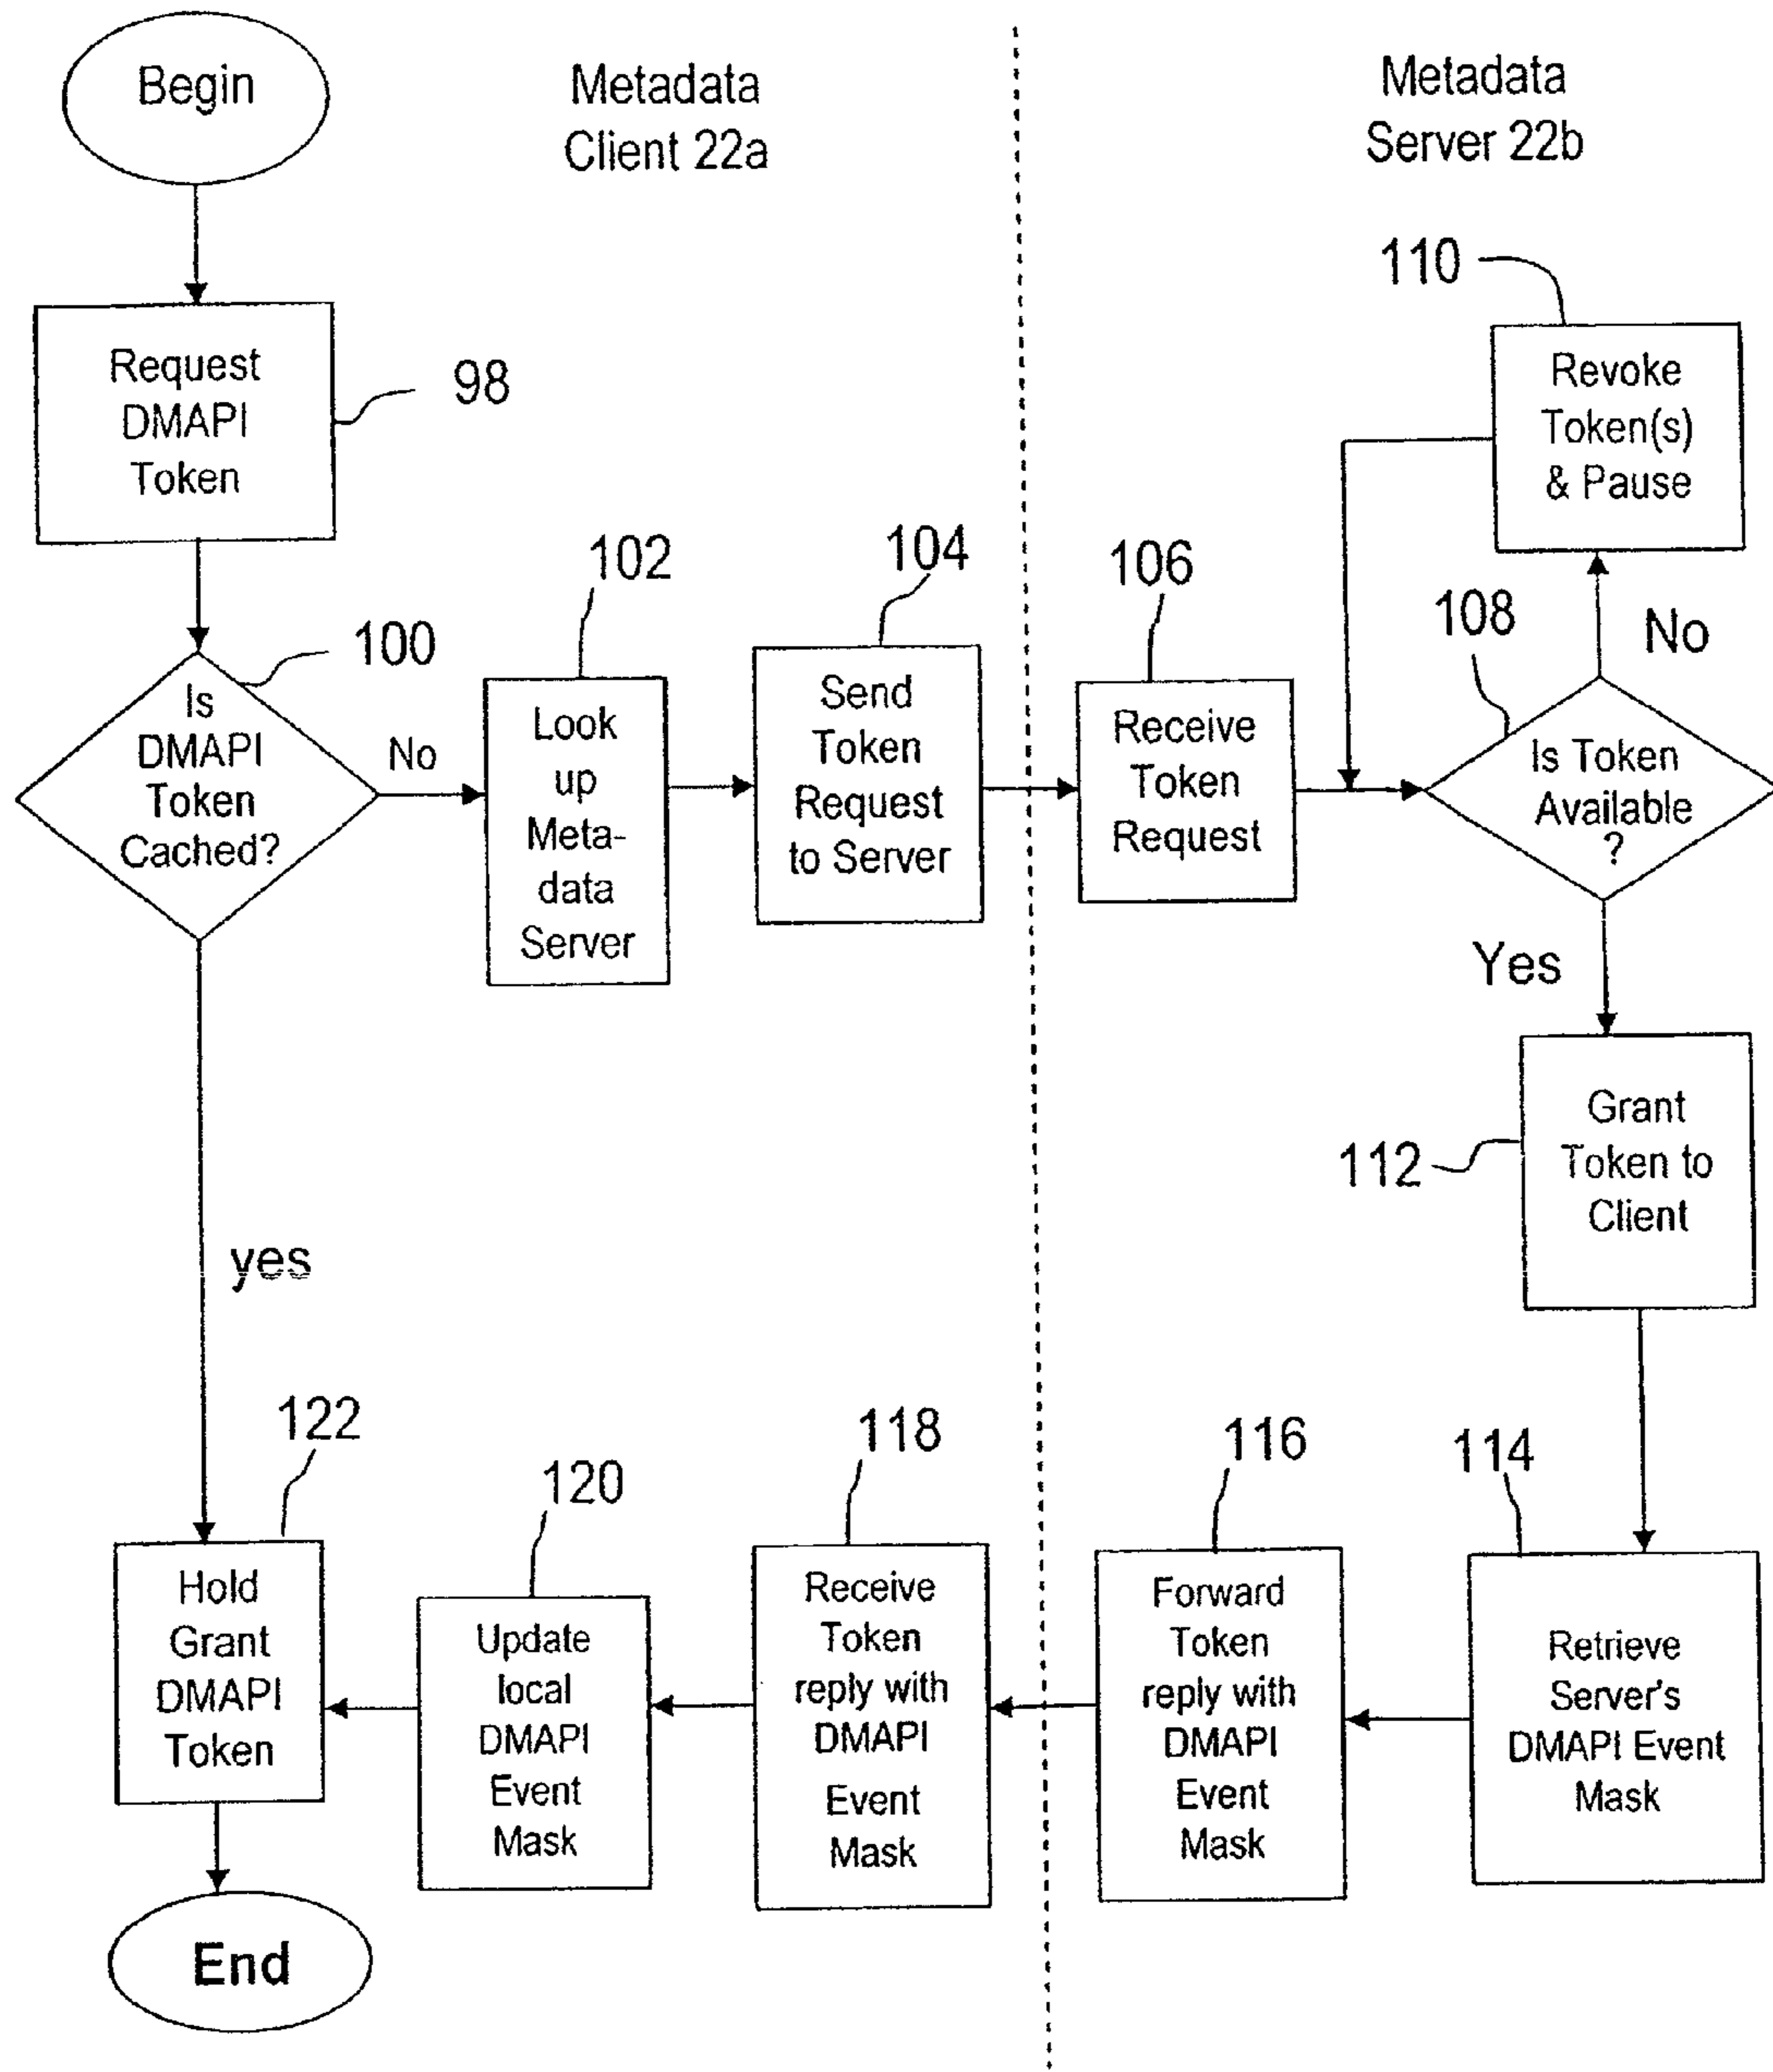 Begin
Metadata
Client 22a
Metadata
Server 22b
Request
DMAPI
Token
98
110
Revoke
Token(s)
& Pause
Is
DMAPI
Token
Cached?
100
No
102
Look
up
Meta-
data
Server
104
Send
Token
Request
to Server
106
Receive
Token
Request
108
No
Is Token
Available
?
Yes
112
Grant
Token to
Client
yes
122
Hold
Grant
DMAPI
Token
120
Update
local
DMAPI
Event
Mask
118
Receive
Token
reply with
DMAPI
Event
Mask
116
Forward
Token
reply with
DMAPI
Event
Mask
114
Retrieve
Server's
DMAPI Event
Mask
End